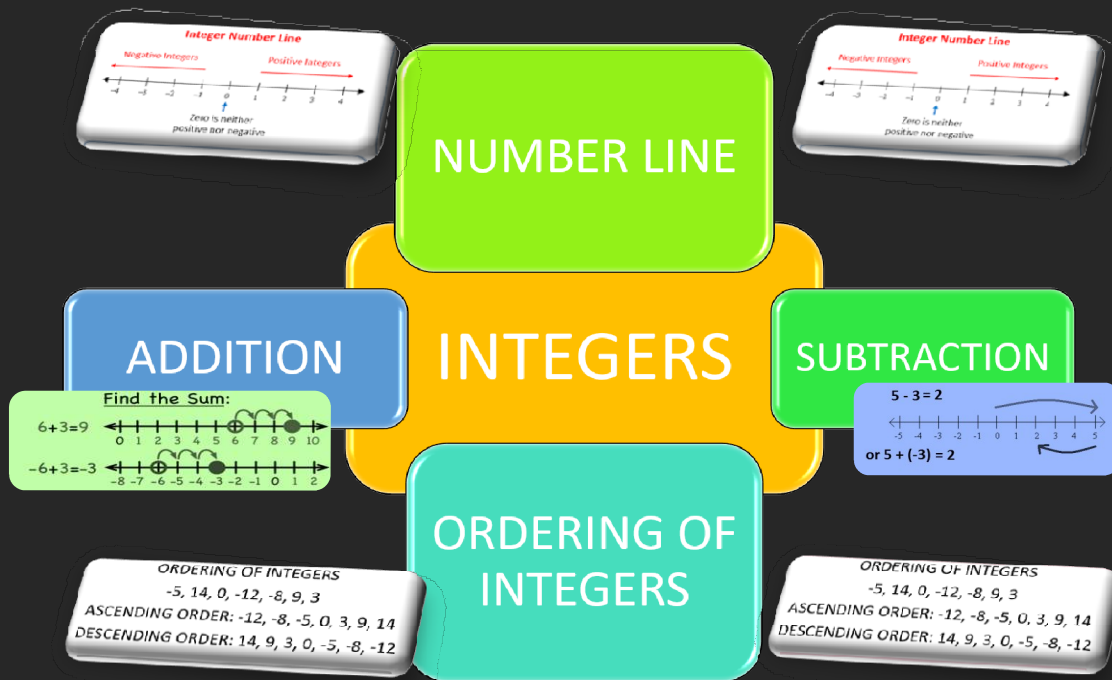 Integer Number Line
Negative Integers Positive Integers
-4 -3 -2 -1 0 1 2 3 4
Zero is neither
positive nor negative
Integer Number Line
Negative Integers Positive Integers
-4 -3 -2 -1 0 1 2 3 4
Zero is neither
positive nor negative
NUMBER LINE
ADDITION
INTEGERS
SUBTRACTION
Find the Sum:
6+3=9
0 1 2 3 4 5 6 7 8 9 10
-6+3=-3
-8 -7 -6 -5 -4 -3 -2 -1 0 1 2
5 - 3 = 2
-5 -4 -3 -2 -1 0 1 2 3 4 5
or 5 + (-3) = 2
ORDERING OF
INTEGERS
ORDERING OF INTEGERS
-5, 14, 0, -12, -8, 9, 3
ASCENDING ORDER: -12, -8, -5, 0, 3, 9, 14
DESCENDING ORDER: 14, 9, 3, 0, -5, -8, -12
ORDERING OF INTEGERS
-5, 14, 0, -12, -8, 9, 3
ASCENDING ORDER: -12, -8, -5, 0, 3, 9, 14
DESCENDING ORDER: 14, 9, 3, 0, -5, -8, -12